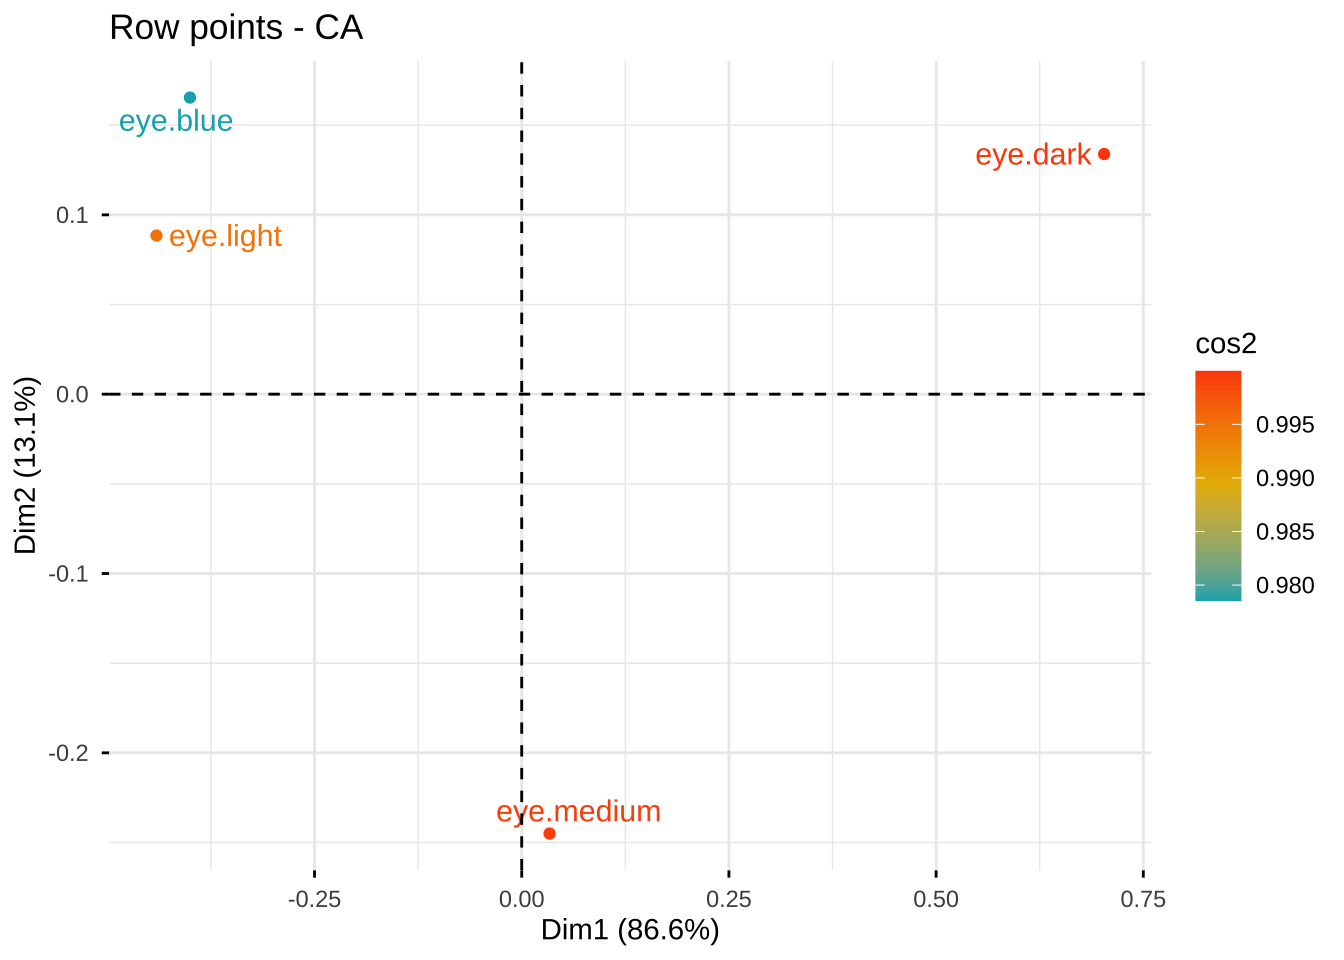 Row points - CA
eye.blue
eye.dark
0.1
eye.light
cos2
0.0
0.995
0.990
0.985
0.980
Dim2 (13.1%)
-0.1
-0.2
eye.medium
-0.25
0.00
0.25
0.50
0.75
Dim1 (86.6%)